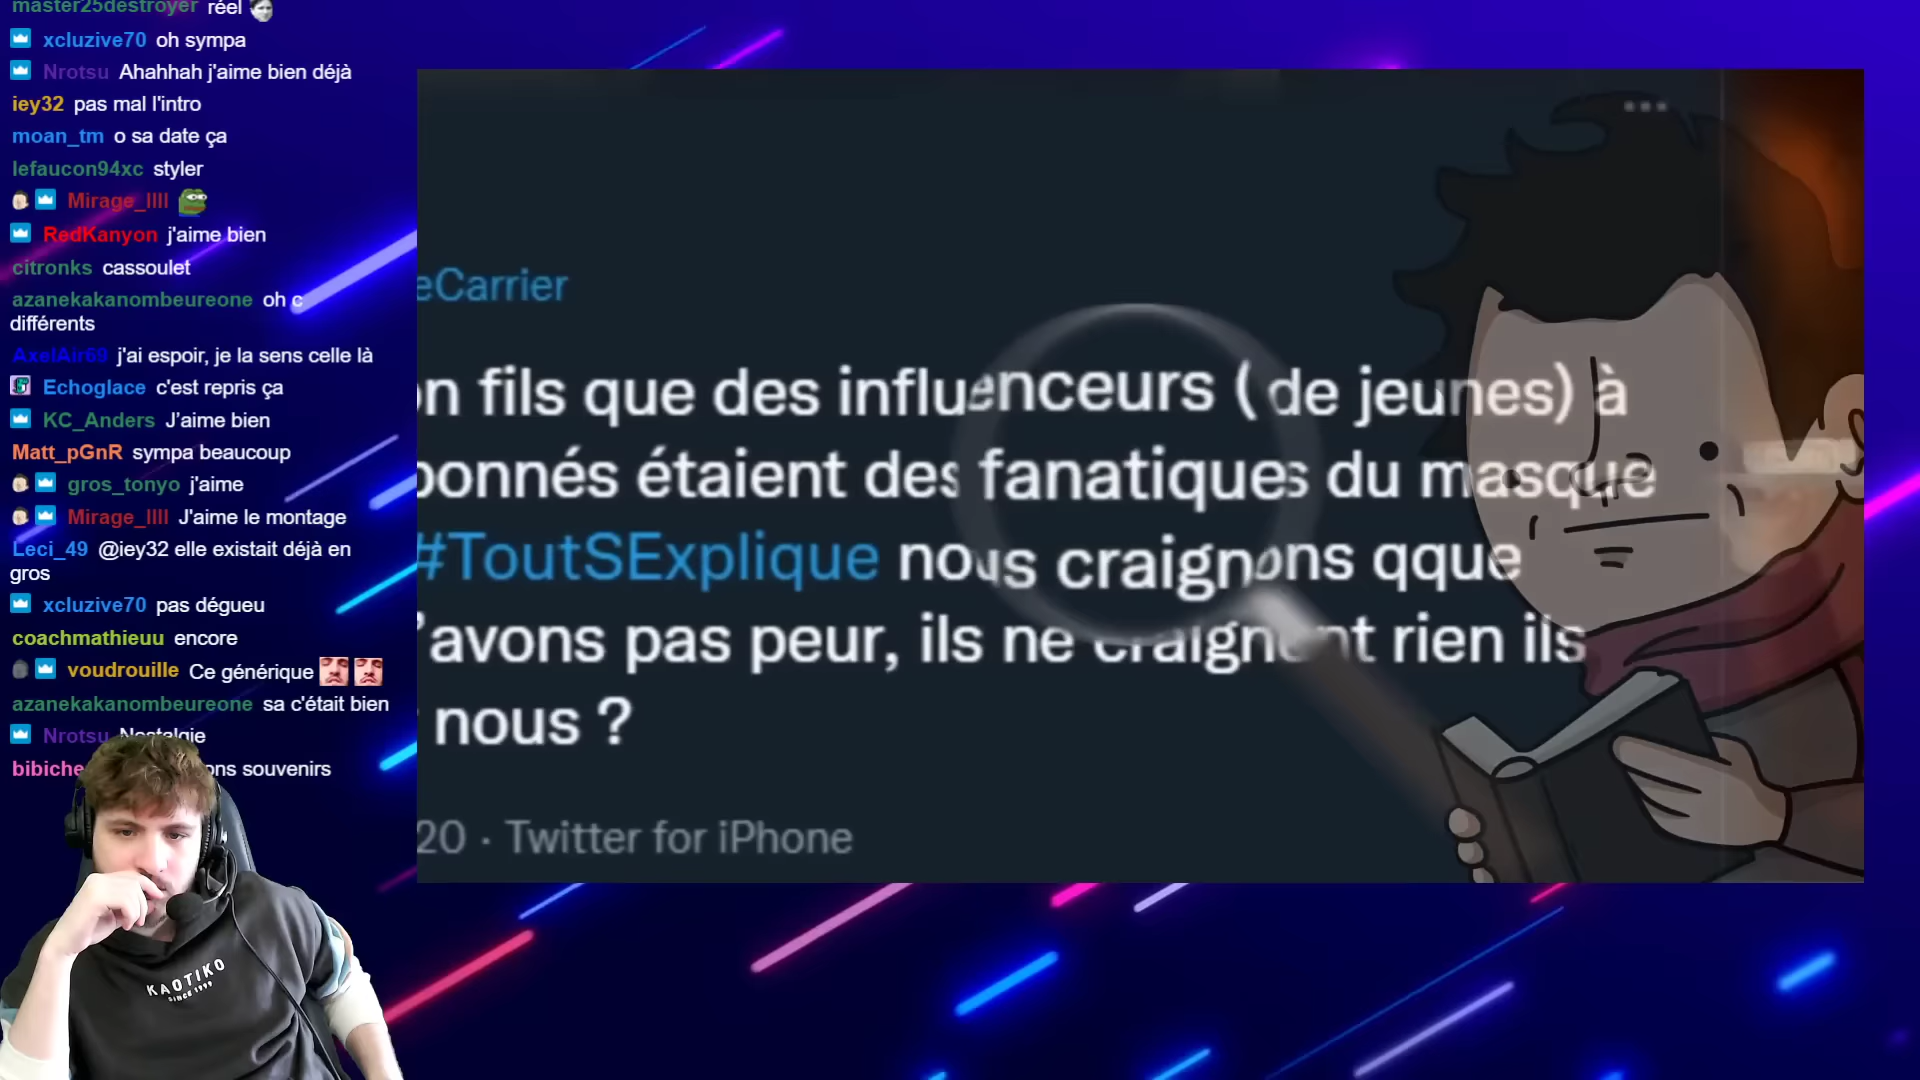 master25destroyer réel
xcluzive70 oh sympa
Nrotsu Ahahhah j'aime bien déjà
iey32 pas mal l'intro
moan_tm o sa date ça
lefaucon94xc styler
Mirage_llll
RedKanyon j'aime bien
citronks cassoulet
azanekakanombeureone oh c
différents
AxelAir69 j'ai espoir, je la sens celle là
Echoglace c'est repris ça
KC_Anders J'aime bien
Matt_pGnR sympa beaucoup
gros_tonyo j'aime
Mirage_llll J'aime le montage
Leci_49 @iey32 elle existait déjà en
gros
xcluzive70 pas dégueu
coachmathieuu encore
voudrouille Ce générique
azanekakanombeureone sa c'était bien
Nrotsu Nostalgie
bibiche ons souvenirs
KAOTIKO
SINCE 1999
eCarrier
on fils que des influenceurs ( de jeunes) à
bonnés étaient des fanatiques du masque
#ToutSExplique nous craignons qque
'avons pas peur, ils ne craignent rien ils
nous ?
20 · Twitter for iPhone